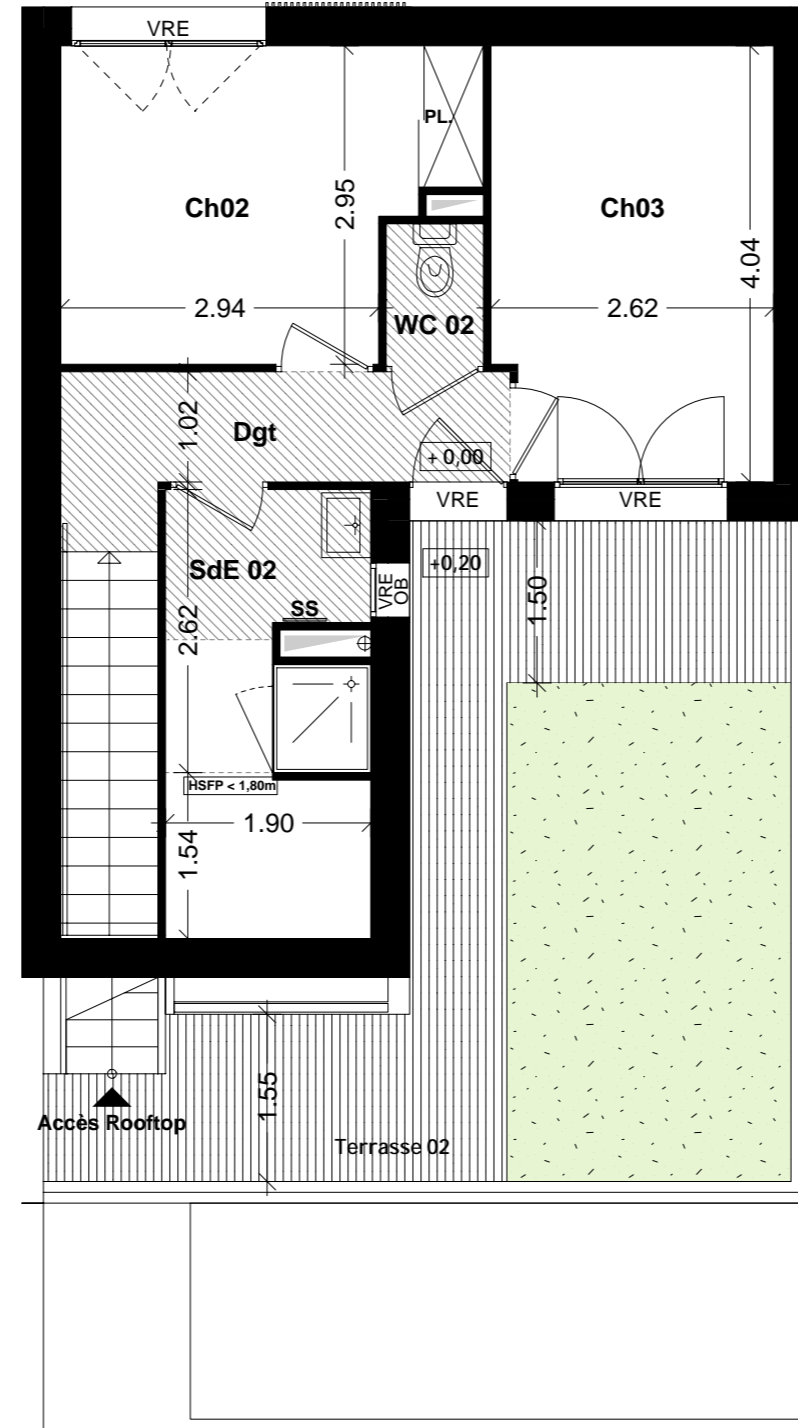 VRE
PL.
Ch02
2.95
Ch03
4.04
2.94
2.62
WC 02
1.02
Dgt
+ 0,00
VRE
VRE
SdE 02
VRE
OB
+0,20
SS
2.62
1.50
HSFP < 1,80m
1.90
1.54
1.55
Accès Rooftop
Terrasse 02